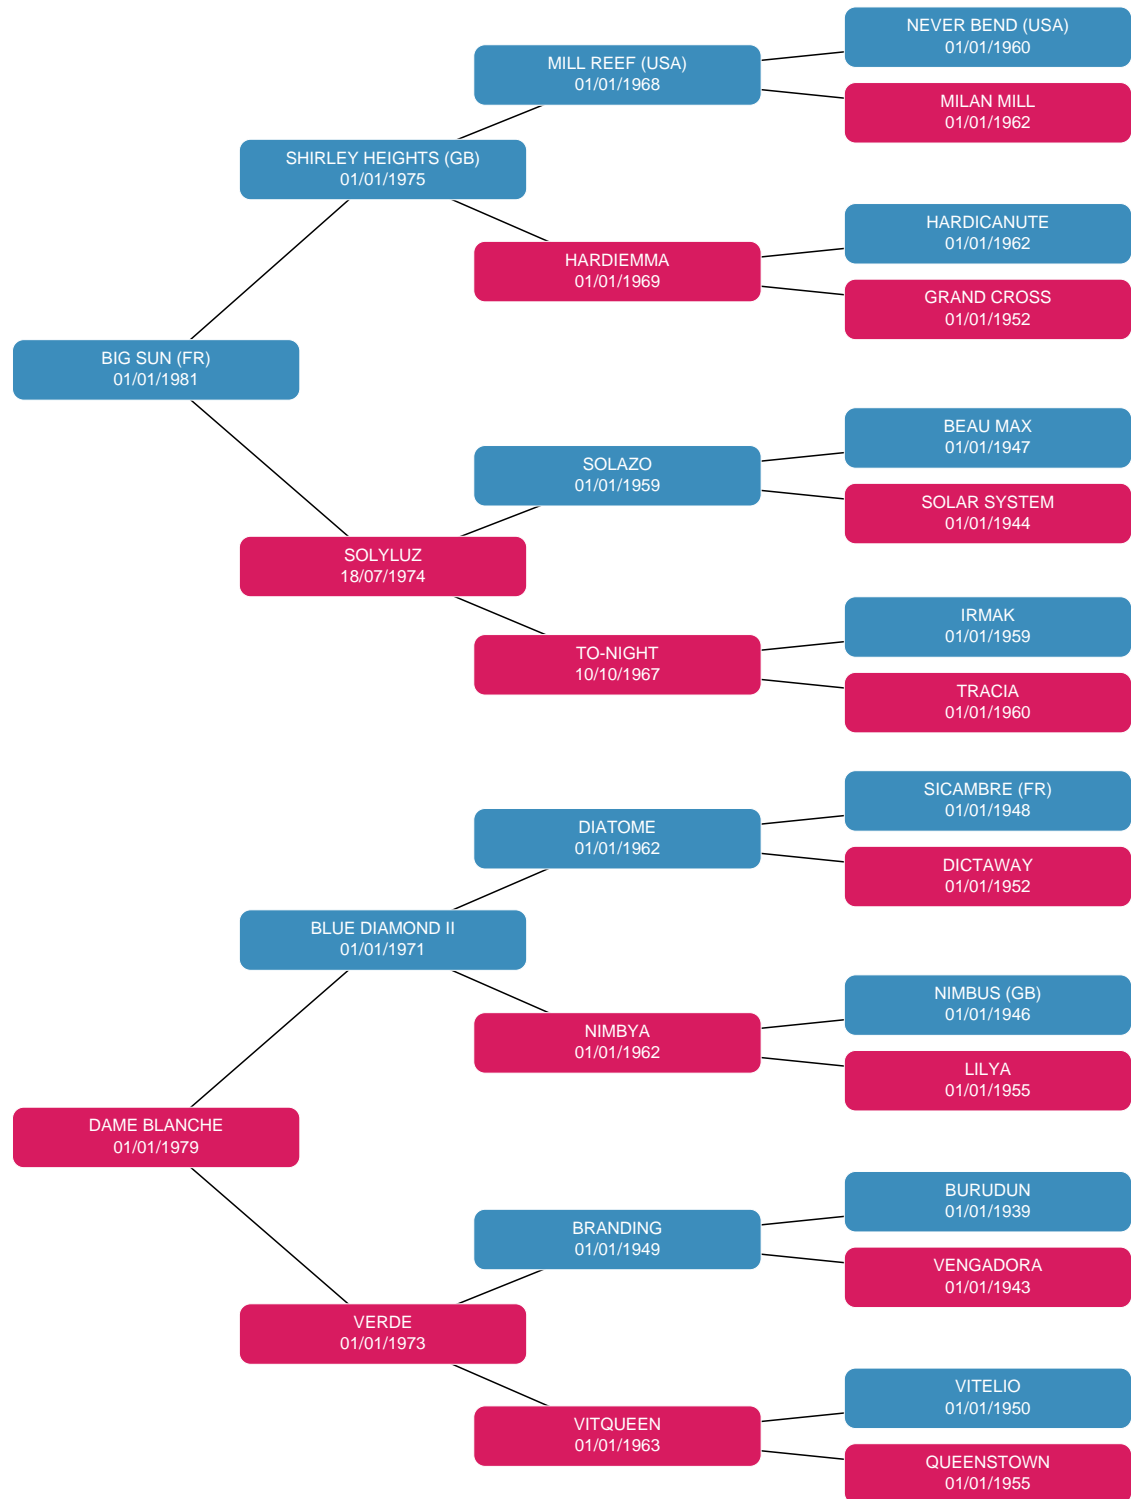 NEVER BEND (USA)
01/01/1960
MILL REEF (USA)
01/01/1968
MILAN MILL
01/01/1962
SHIRLEY HEIGHTS (GB)
01/01/1975
HARDICANUTE
01/01/1962
HARDIEMMA
01/01/1969
GRAND CROSS
01/01/1952
BIG SUN (FR)
01/01/1981
BEAU MAX
01/01/1947
SOLAZO
01/01/1959
SOLAR SYSTEM
01/01/1944
SOLYLUZ
18/07/1974
IRMAK
01/01/1959
TO-NIGHT
10/10/1967
TRACIA
01/01/1960
SICAMBRE (FR)
01/01/1948
DIATOME
01/01/1962
DICTAWAY
01/01/1952
BLUE DIAMOND II
01/01/1971
NIMBUS (GB)
01/01/1946
NIMBYA
01/01/1962
LILYA
01/01/1955
DAME BLANCHE
01/01/1979
BURUDUN
01/01/1939
BRANDING
01/01/1949
VENGADORA
01/01/1943
VERDE
01/01/1973
VITELIO
01/01/1950
VITQUEEN
01/01/1963
QUEENSTOWN
01/01/1955